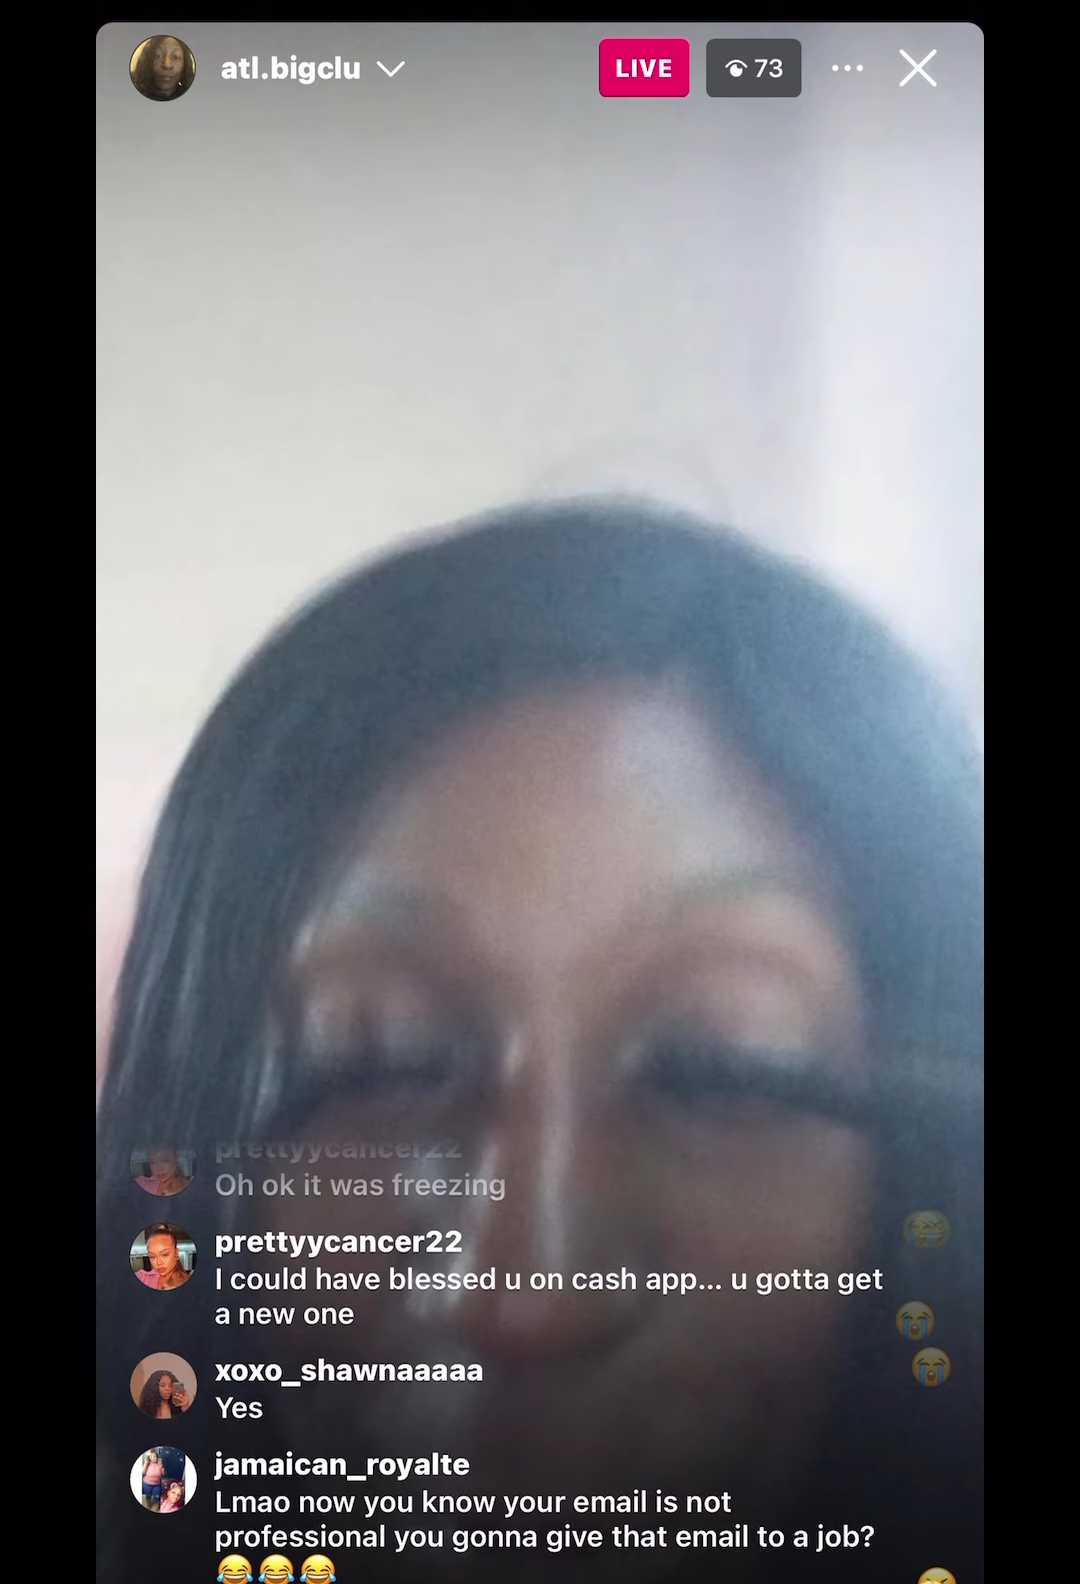 atl.bigclu
LIVE
73
prettyycancer22
Oh ok it was freezing
prettyycancer22
I could have blessed u on cash app... u gotta get
a new one
xoxo_shawnaaaaa
Yes
jamaican_royalte
Lmao now you know your email is not
professional you gonna give that email to a job?
😂😂😂